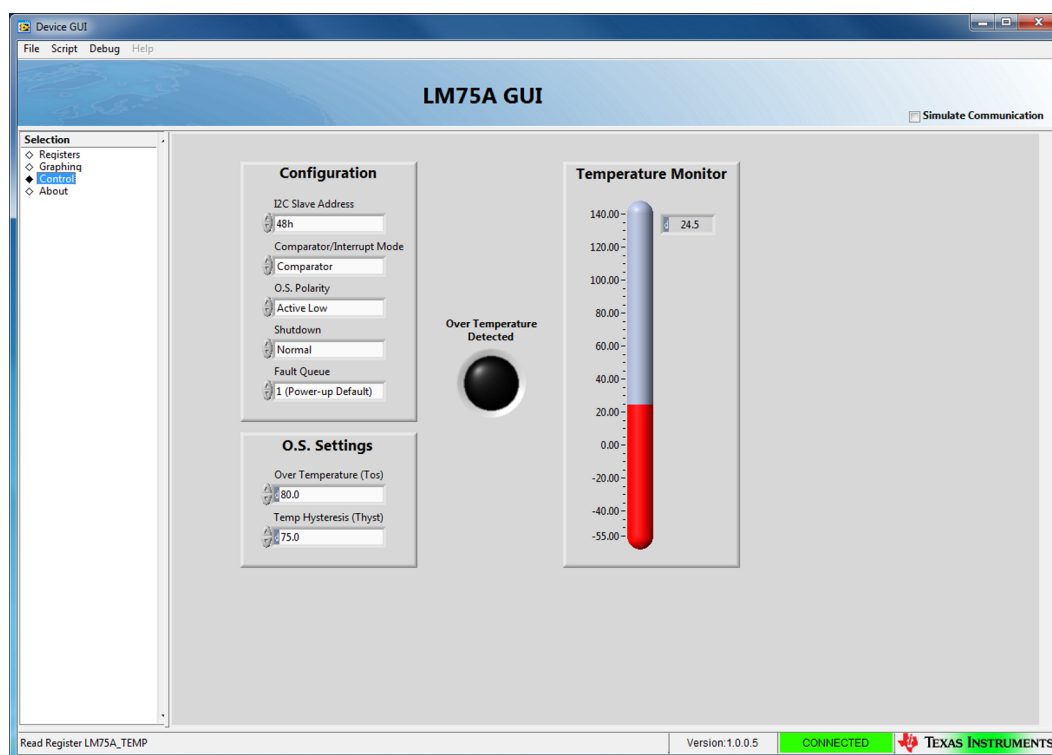 Device GUI
File Script Debug Help
LM75A GUI
Simulate Communication
Selection
Registers
Graphing
Control
About
Configuration
I2C Slave Address
48h
Comparator/Interrupt Mode
Comparator
O.S. Polarity
Active Low
Shutdown
Normal
Fault Queue
1 (Power-up Default)
O.S. Settings
Over Temperature (Tos)
d 80.0
Temp Hysteresis (Thyst)
d 75.0
Over Temperature
Detected
Temperature Monitor
d 24.5
140.00
120.00
100.00
80.00
60.00
40.00
20.00
0.00
-20.00
-40.00
-55.00
Read Register LM75A_TEMP
Version:1.0.0.5
CONNECTED
TEXAS INSTRUMENTS